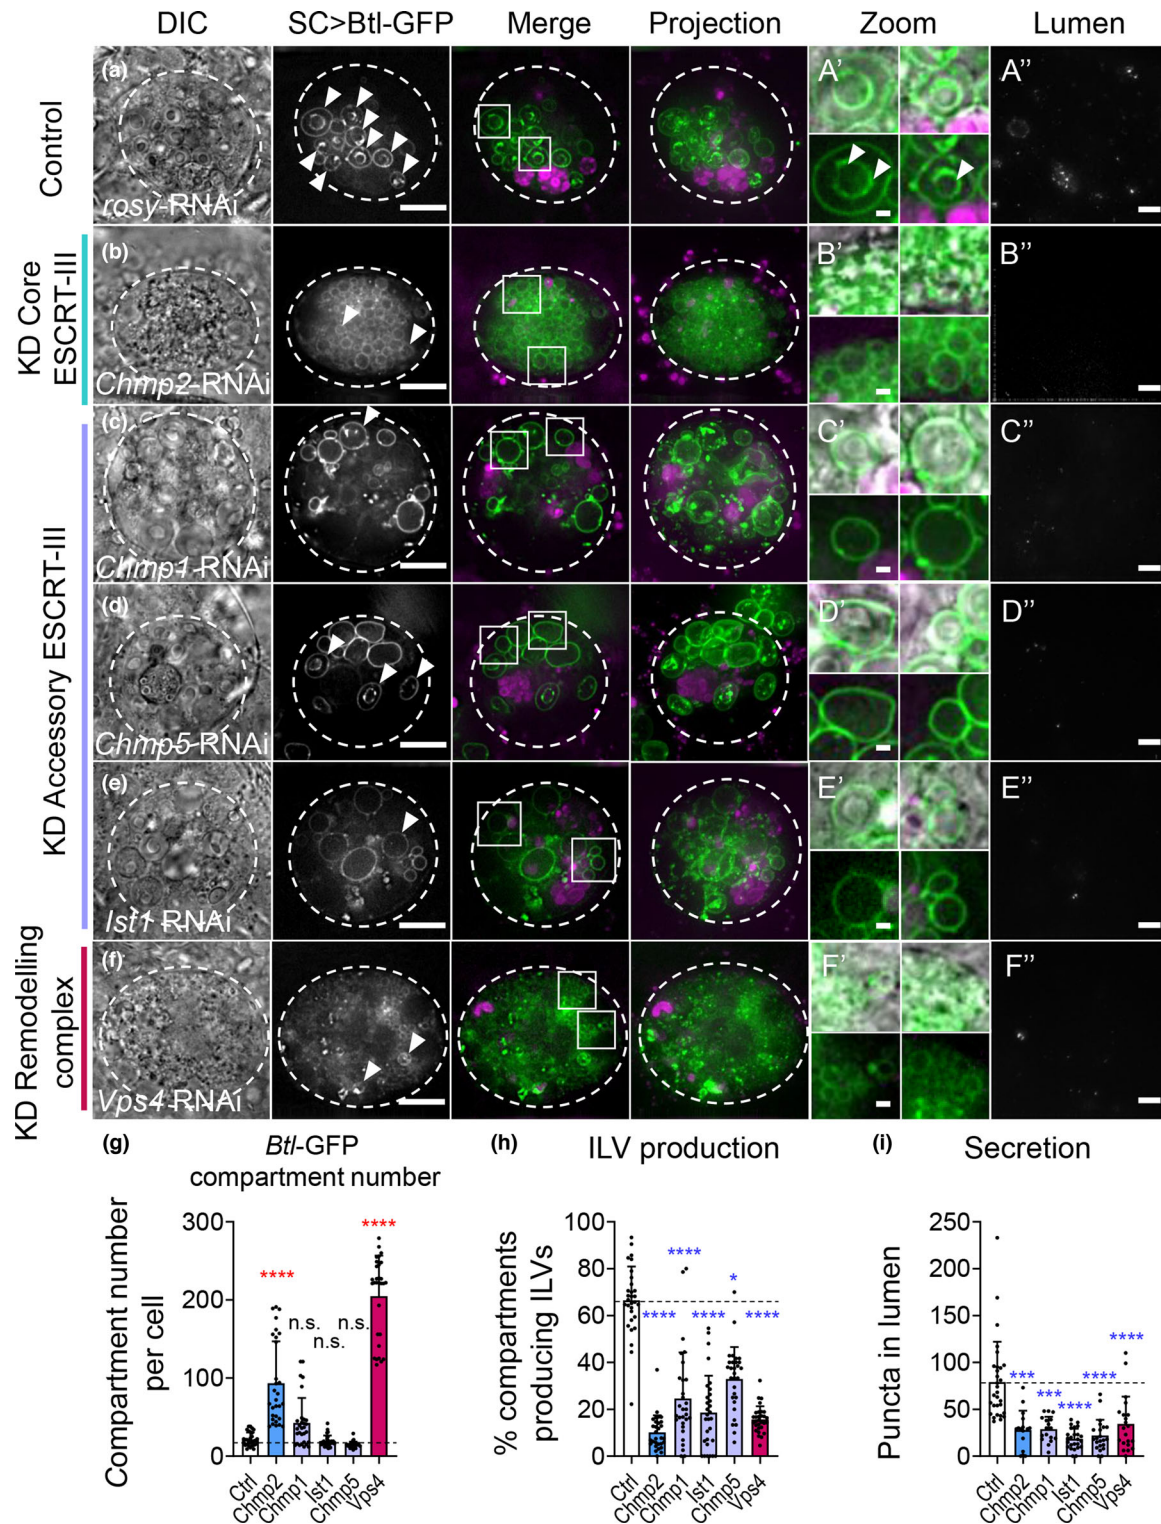 DIC SC>Btl-GFP Merge Projection Zoom Lumen
Control
(a) A' A''
rosy-RNAi
KD Core
ESCRT-III
(b) B' B''
Chmp2-RNAi
KD Accessory ESCRT-III
(c) C' C''
Chmp1-RNAi
(d) D' D''
Chmp5-RNAi
(e) E' E''
Ist1-RNAi
KD Remodelling
complex
(f) F' F''
Vps4-RNAi
(g) Btl-GFP
compartment number
Compartment number
per cell
300
200
100
0
****
n.s.
n.s.
n.s.
****
Ctrl
Chmp2
Chmp1
Ist1
Chmp5
Vps4
(h) ILV production
% compartments
producing ILVs
100
80
60
40
20
0
****
****
****
*
****
Ctrl
Chmp2
Chmp1
Ist1
Chmp5
Vps4
(i) Secretion
Puncta in lumen
250
200
150
100
50
0
***
***
****
****
****
Ctrl
Chmp2
Chmp1
Ist1
Chmp5
Vps4